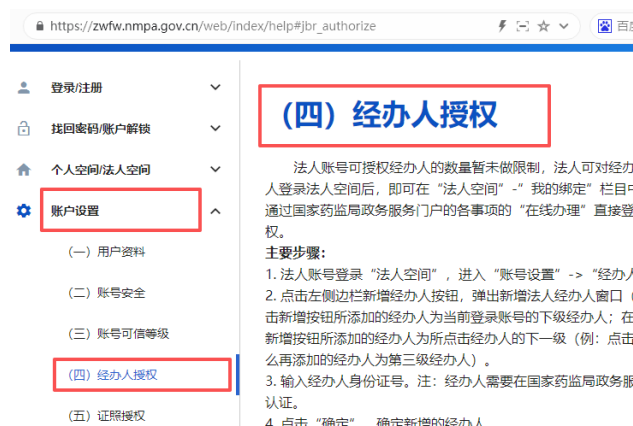 https://zwfw.nmpa.gov.cn/web/index/help#jbr_authorize
百
登录/注册
找回密码/账户解锁
个人空间/法人空间
账户设置
（一）用户资料
（二）账号安全
（三）账号可信等级
（四）经办人授权
（五）证照授权
（四）经办人授权
法人账号可授权经办人的数量暂未做限制，法人可对经办
人登录法人空间后，即可在“法人空间”-”我的绑定”栏目中
通过国家药监局政务服务门户的各事项的“在线办理”直接登
权。
主要步骤：
1. 法人账号登录“法人空间”，进入“账号设置”->“经办人
2. 点击左侧边栏新增经办人按钮，弹出新增法人经办人窗口（
击新增按钮所添加的经办人为当前登录账号的下级经办人；在
新增按钮所添加的经办人为所点击经办人的下一级（例：点击
么再添加的经办人为第三级经办人）。
3. 输入经办人身份证号。注：经办人需要在国家药监局政务服
认证。
4. 点击“确定”，确定新增的经办人